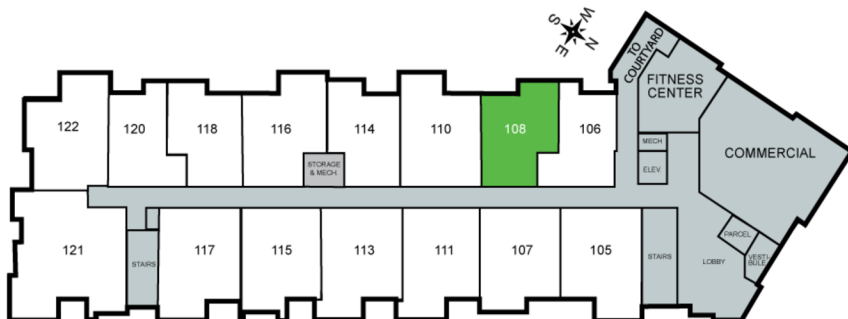 S
W
E
N
TO
COURTYARD
FITNESS
CENTER
122
120
118
116
114
110
108
106
STORAGE
& MECH.
MECH
ELEV.
COMMERCIAL
121
STAIRS
117
115
113
111
107
105
STAIRS
LOBBY
PARCEL
VESTI-
BULE